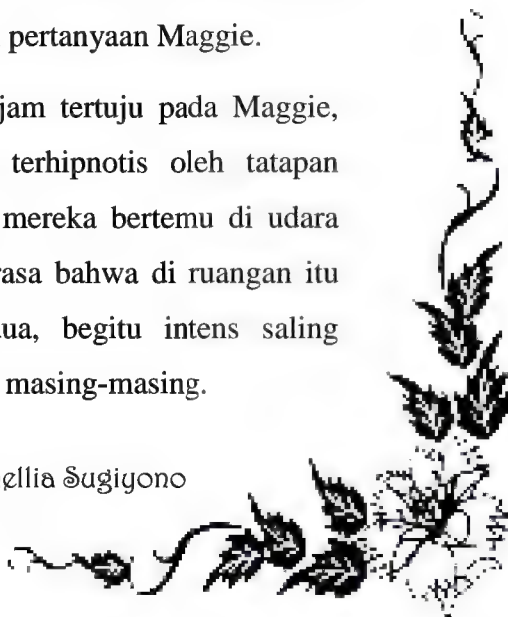 pertanyaan Maggie.
jam tertuju pada Maggie,
terhipnotis oleh tatapan
mereka bertemu di udara
rasa bahwa di ruangan itu
lua, begitu intens saling
masing-masing.
ellia Sugiyono